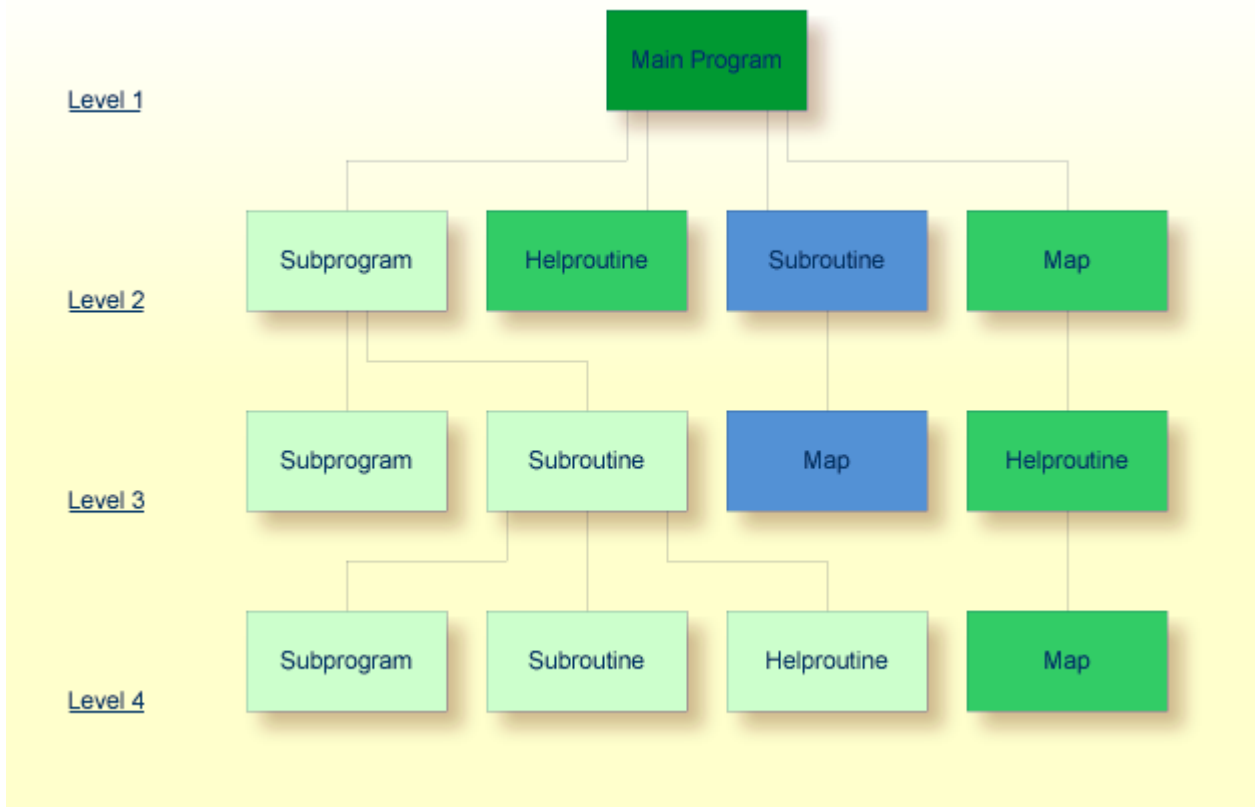 Main Program
Level 1
Subprogram
Helproutine
Subroutine
Map
Level 2
Subprogram
Subroutine
Map
Helproutine
Level 3
Subprogram
Subroutine
Helproutine
Map
Level 4